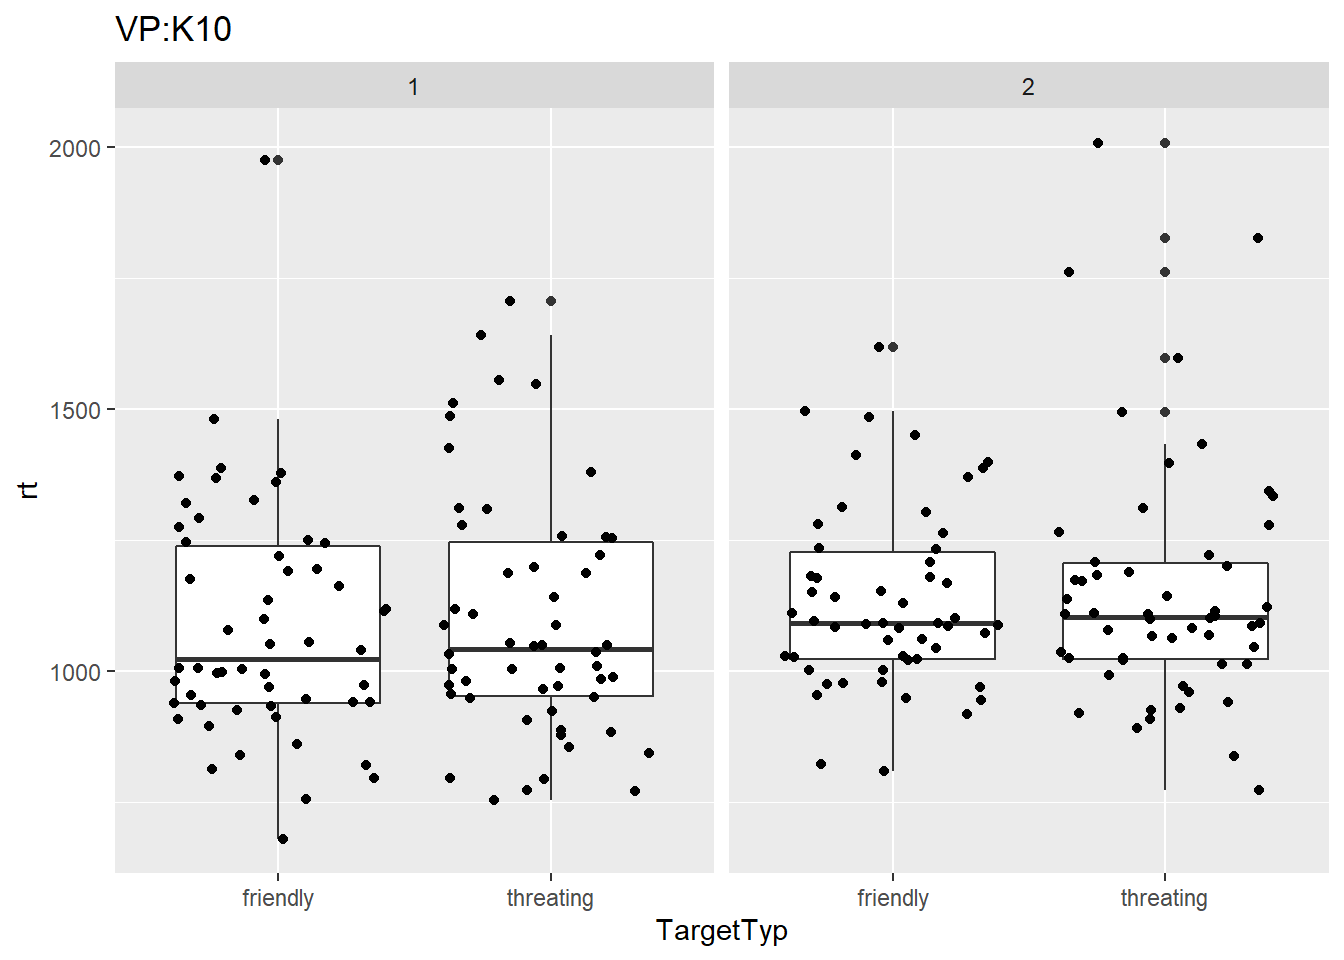 VP:K10
1 2
2000
1500
1000
rt
friendly threating friendly threating
TargetTyp